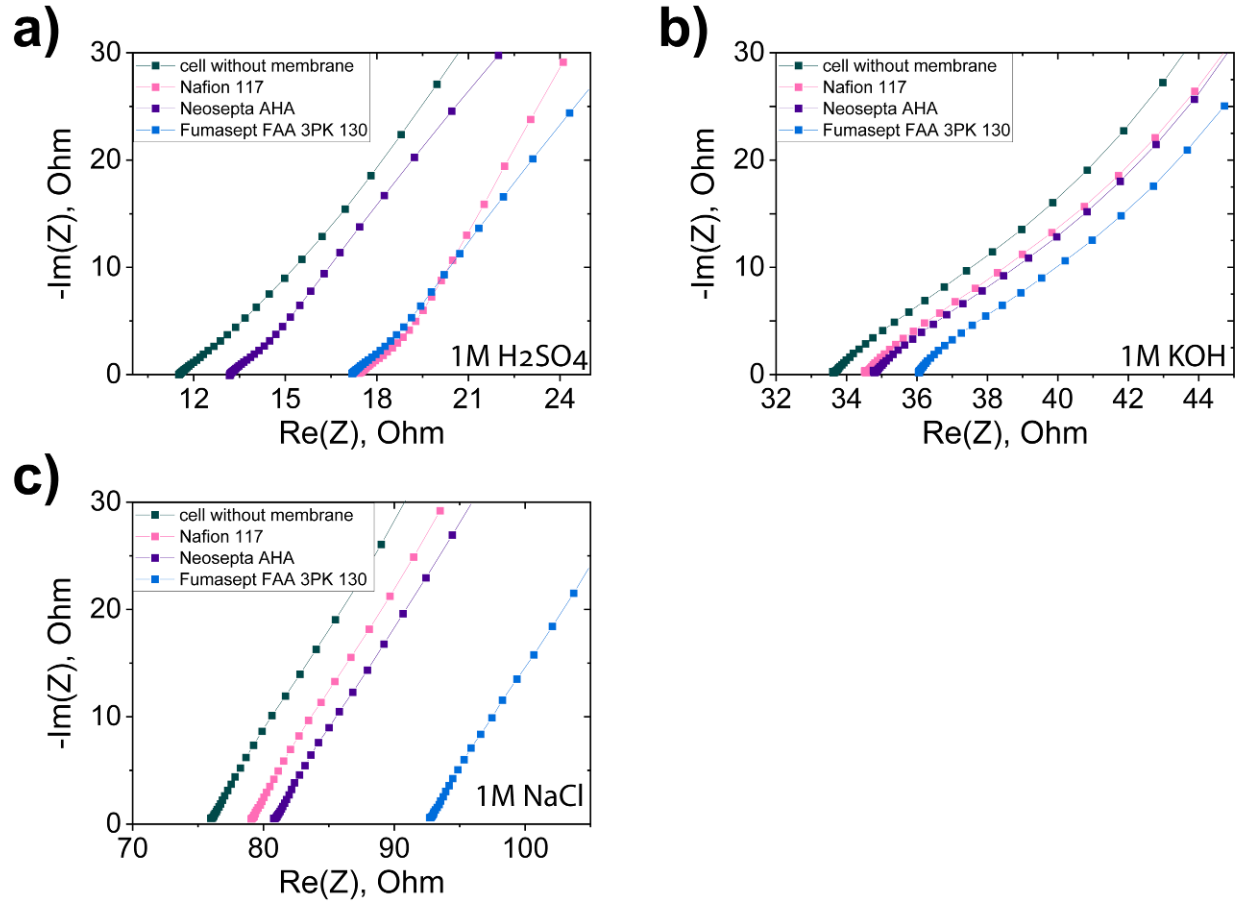 a)
30
20
10
0
-Im(Z), Ohm
cell without membrane
Nafion 117
Neosepta AHA
Fumasept FAA 3PK 130
1M H₂SO₄
12 15 18 21 24
Re(Z), Ohm
b)
30
20
10
0
-Im(Z), Ohm
cell without membrane
Nafion 117
Neosepta AHA
Fumasept FAA 3PK 130
1M KOH
32 34 36 38 40 42 44
Re(Z), Ohm
c)
30
20
10
0
-Im(Z), Ohm
cell without membrane
Nafion 117
Neosepta AHA
Fumasept FAA 3PK 130
1M NaCl
70 80 90 100
Re(Z), Ohm